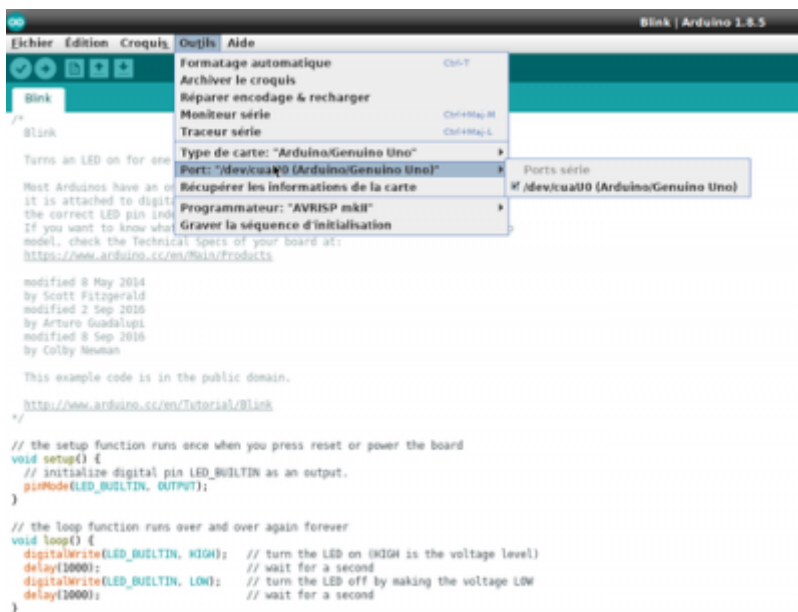 Blink | Arduino 1.8.5
Fichier Édition Croquis Outils Aide
Formatage automatique Ctrl-T
Archiver le croquis
Réparer encodage & recharger
Moniteur série Ctrl+Maj-M
Traceur série Ctrl+Maj-L
Type de carte: "Arduino/Genuino Uno"
Port: "/dev/cuaU0 (Arduino/Genuino Uno)"
Récupérer les informations de la carte
Programmateur: "AVRISP mkII"
Graver la séquence d'initialisation
Ports série
/dev/cuaU0 (Arduino/Genuino Uno)
Blink
/*
Blink
Turns an LED on for one
Most Arduinos have an
it is attached to
the correct LED pin
If you want to know
model, check the Technical Specs of your board at:
https://www.arduino.cc/en/Main/Products
modified 8 May 2014
by Scott Fitzgerald
modified 2 Sep 2016
by Arturo Guadalupi
modified 8 Sep 2016
by Colby Newman
This example code is in the public domain.
http://www.arduino.cc/en/Tutorial/Blink
*/
// the setup function runs once when you press reset or power the board
void setup() {
// initialize digital pin LED_BUILTIN as an output.
pinMode(LED_BUILTIN, OUTPUT);
}
// the loop function runs over and over again forever
void loop() {
digitalWrite(LED_BUILTIN, HIGH); // turn the LED on (HIGH is the voltage level)
delay(1000); // wait for a second
digitalWrite(LED_BUILTIN, LOW); // turn the LED off by making the voltage LOW
delay(1000); // wait for a second
}